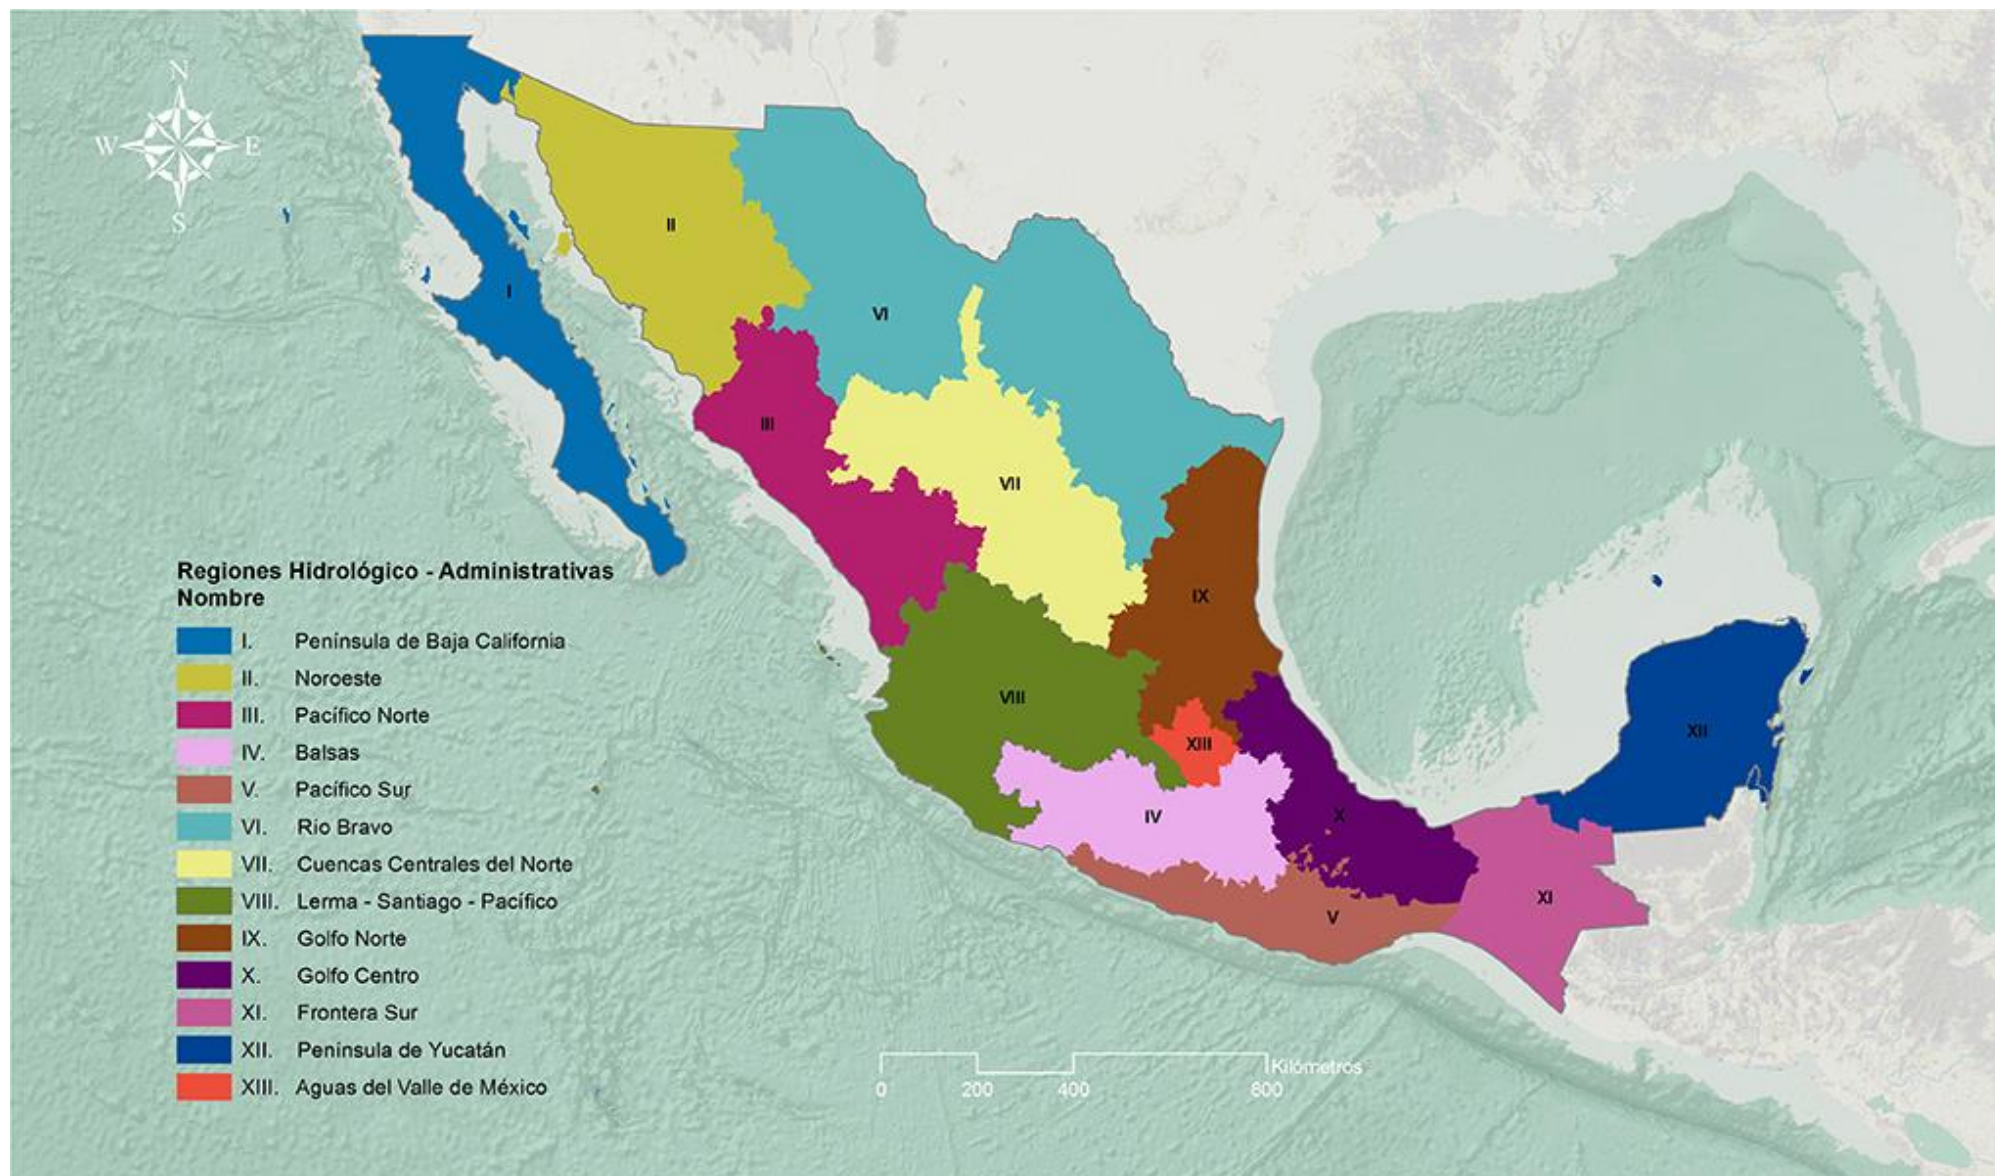 N
W E
S
II
I
VI
III
VII
IX
VIII
XII
XIII
IV
X
XI
V
Regiones Hidrológico - Administrativas
Nombre
I. Península de Baja California
II. Noroeste
III. Pacífico Norte
IV. Balsas
V. Pacífico Sur
VI. Rio Bravo
VII. Cuencas Centrales del Norte
VIII. Lerma - Santiago - Pacífico
IX. Golfo Norte
X. Golfo Centro
XI. Frontera Sur
XII. Península de Yucatán
XIII. Aguas del Valle de México
Kilómetros
0 200 400 800